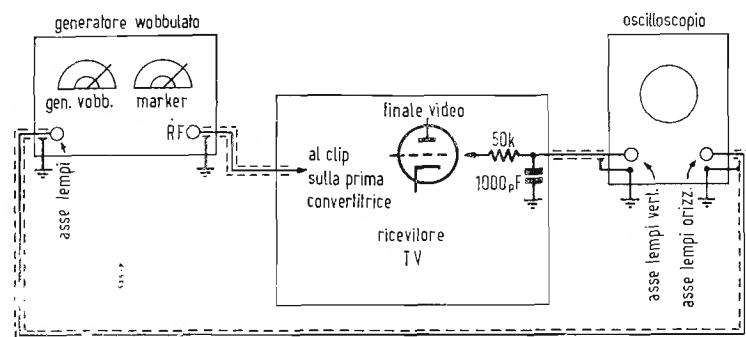 generatore wobbulato
oscilloscopio
gen. vobb.
marker
RF
asse tempi
finale video
50k
1000pF
al clip
sulla prima
convertitrice
ricevitore
TV
asse tempi vert.
asse tempi orizz.